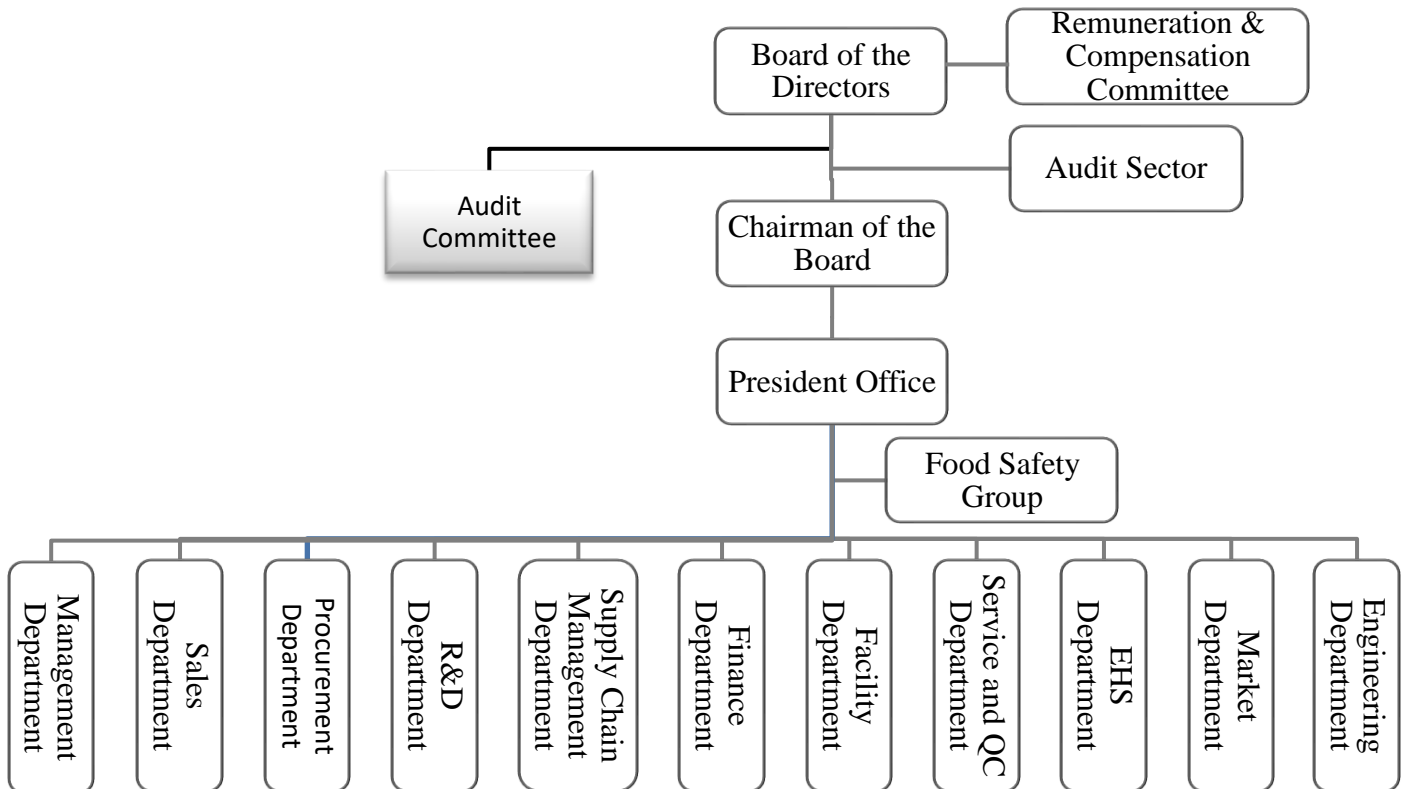 Board of the
Directors
Remuneration &
Compensation
Committee
Audit Sector
Audit
Committee
Chairman of the
Board
President Office
Food Safety
Group
Management
Department
Sales
Department
Procurement
Department
R&D
Department
Supply Chain
Management
Department
Finance
Department
Facility
Department
Service and QC
Department
EHS
Department
Market
Department
Engineering
Department